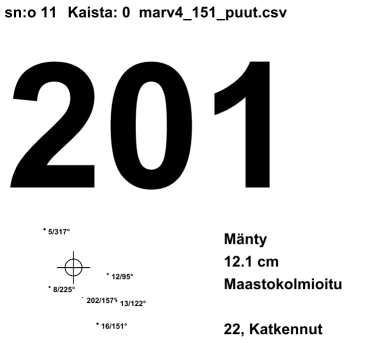 sn:o 11 Kaista: 0 marv4_151_puut.csv
201
5/317°
12/95°
8/225°
202/157°
13/122°
16/151°
Mänty
12.1 cm
Maastokolmioitu
22, Katkennut